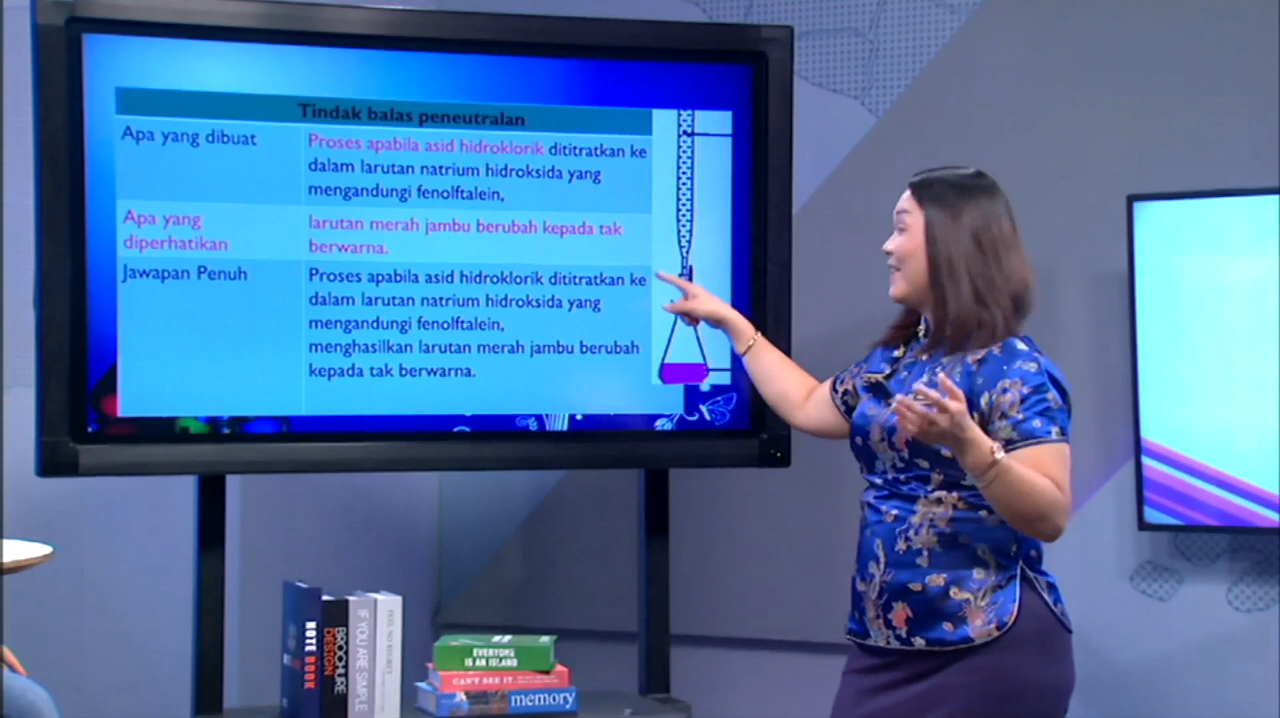 Tindak balas peneutralan
Apa yang dibuat
Proses apabila asid hidroklorik dititratkan ke
dalam larutan natrium hidroksida yang
mengandungi fenolftalein,
Apa yang
diperhatikan
larutan merah jambu berubah kepada tak
berwarna.
Jawapan Penuh
Proses apabila asid hidroklorik dititratkan ke
dalam larutan natrium hidroksida yang
mengandungi fenolftalein,
menghasilkan larutan merah jambu berubah
kepada tak berwarna.
NOTE BOOK
BROCHURE
DESIGN
IF YOU ARE SIMPLE
EVERYONE
IS AN ISLAND
CAN'T SEE IT
memory